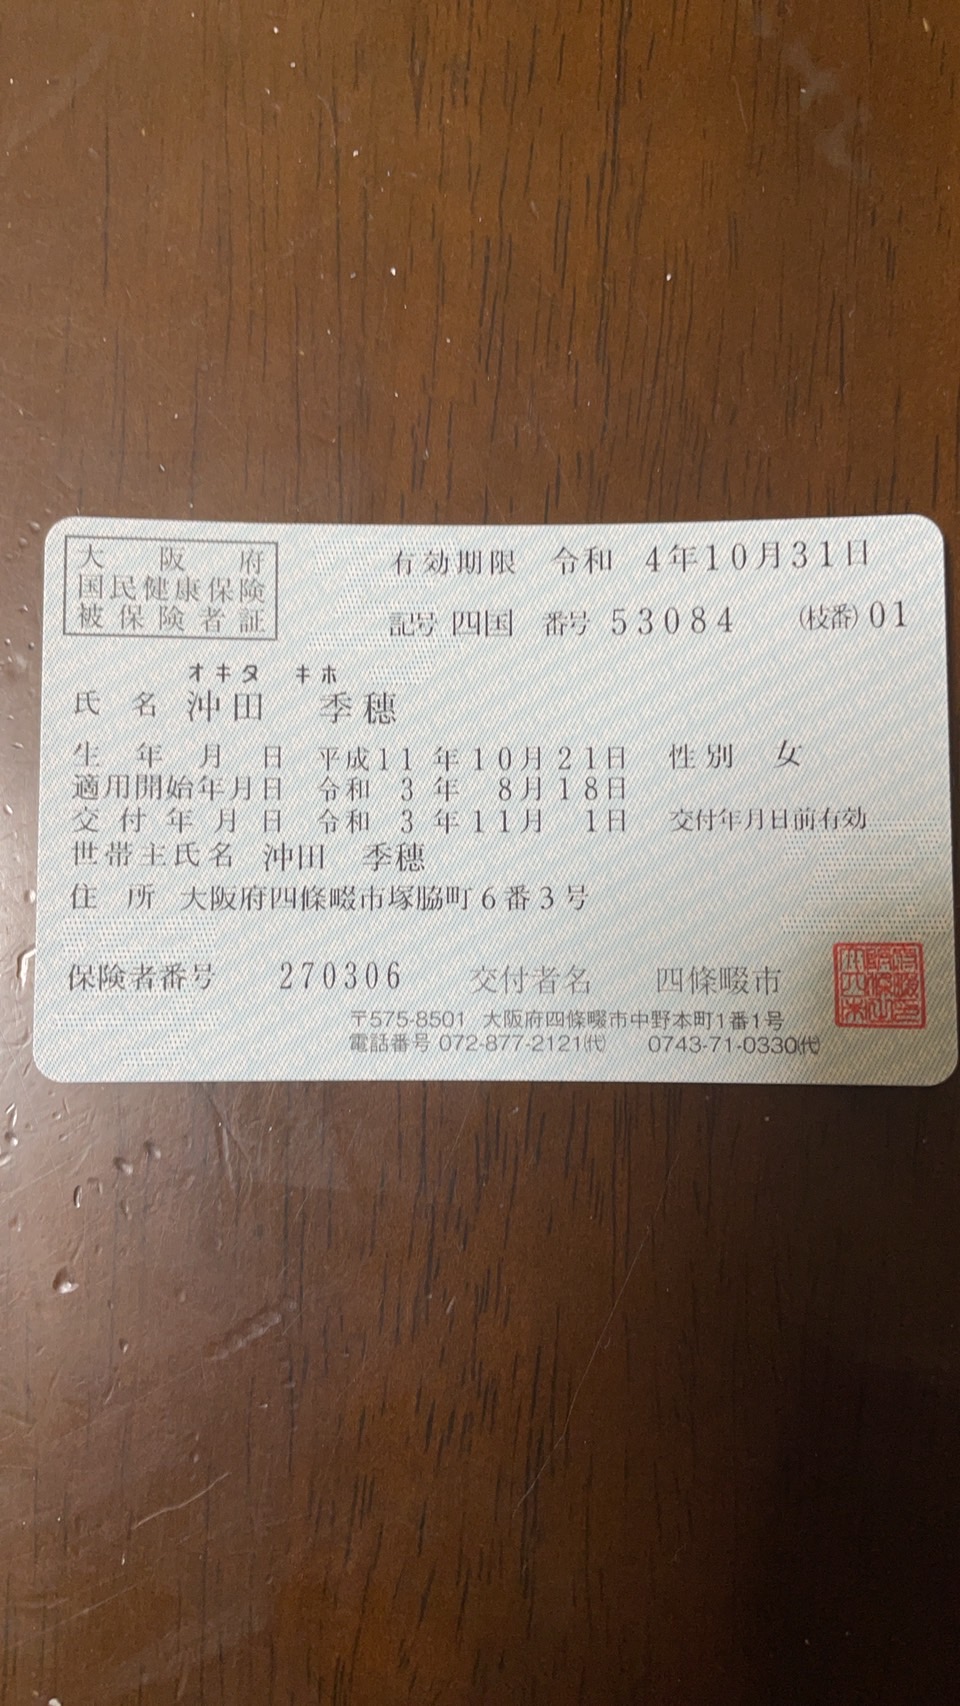 大阪府
国民健康保険
被保険者証
有効期限 令和 4年10月31日
記号 四国 番号 53084 (枝番)01
オキタ キホ
氏名 沖田 季穗
生年月日 平成11年10月21日 性別 女
適用開始年月日 令和 3年 8月18日
交付年月日 令和 3年11月 1日 交付年月日前有効
世帯主氏名 沖田 季穗
住所 大阪府四條畷市塚脇町6番3号
保険者番号 270306 交付者名 四條畷市
〒575-8501 大阪府四條畷市中野本町1番1号
電話番号 072-877-2121㈹ 0743-71-0330㈹